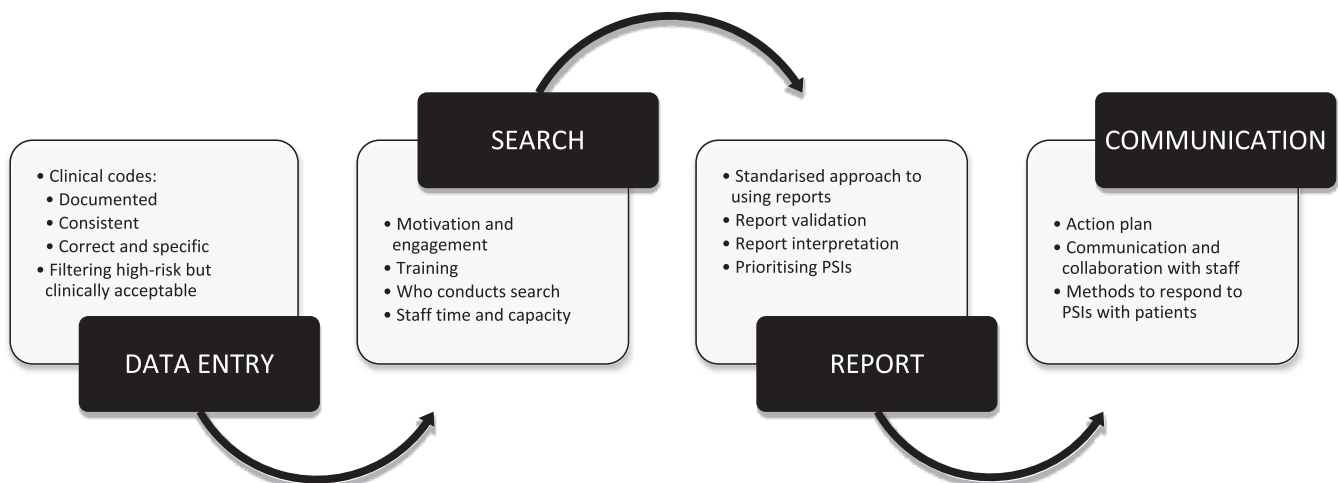 • Clinical codes:
• Documented
• Consistent
• Correct and specific
• Filtering high-risk but
clinically acceptable
DATA ENTRY
SEARCH
• Motivation and
engagement
• Training
• Who conducts search
• Staff time and capacity
• Standarised approach to
using reports
• Report validation
• Report interpretation
• Prioritising PSIs
REPORT
COMMUNICATION
• Action plan
• Communication and
collaboration with staff
• Methods to respond to
PSIs with patients